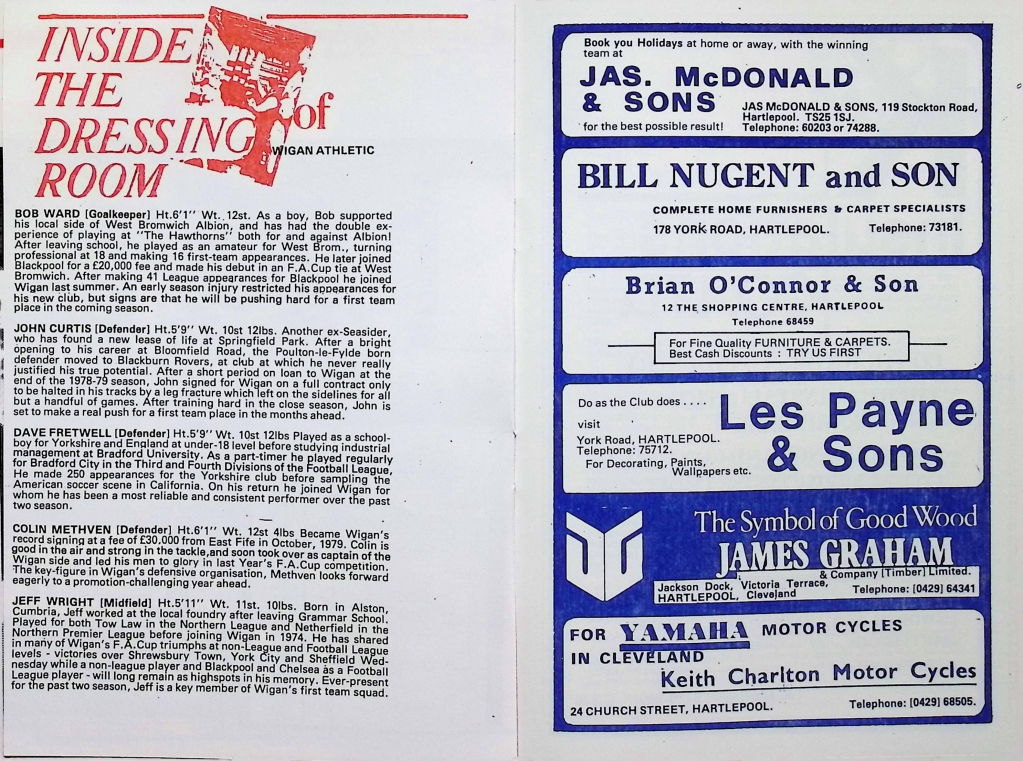 INSIDE
THE
DRESSING
ROOM
of
WIGAN ATHLETIC
BOB WARD [Goalkeeper] Ht.6'1'' Wt. 12st. As a boy, Bob supported
his local side of West Bromwich Albion, and has had the double ex-
perience of playing at "The Hawthorns" both for and against Albion!
After leaving school, he played as an amateur for West Brom., turning
professional at 18 and making 16 first-team appearances. He later joined
Blackpool for a £20,000 fee and made his debut in an F.A.Cup tie at West
Bromwich. After making 41 League appearances for Blackpool he joined
Wigan last summer. An early season injury restricted his appearances for
his new club, but signs are that he will be pushing hard for a first team
place in the coming season.
JOHN CURTIS [Defender] Ht.5'9'' Wt. 10st 12lbs. Another ex-Seasider,
who has found a new lease of life at Springfield Park. After a bright
opening to his career at Bloomfield Road, the Poulton-le-Fylde born
defender moved to Blackburn Rovers, at club at which he never really
justified his true potential. After a short period on loan to Wigan at the
end of the 1978-79 season, John signed for Wigan on a full contract only
to be halted in his tracks by a leg fracture which left on the sidelines for all
but a handful of games. After training hard in the close season, John is
set to make a real push for a first team place in the months ahead.
DAVE FRETWELL [Defender] Ht.5'9'' Wt. 10st 12lbs Played as a school-
boy for Yorkshire and England at under-18 level before studying industrial
management at Bradford University. As a part-timer he played regularly
for Bradford City in the Third and Fourth Divisions of the Football League,
He made 250 appearances for the Yorkshire club before sampling the
American soccer scene in California. On his return he joined Wigan for
whom he has been a most reliable and consistent performer over the past
two season.
COLIN METHVEN [Defender] Ht.6'1'' Wt. 12st 4lbs Became Wigan's
record signing at a fee of £30,000 from East Fife in October, 1979. Colin is
good in the air and strong in the tackle,and soon took over as captain of the
Wigan side and led his men to glory in last Year's F.A.Cup competition.
The key-figure in Wigan's defensive organisation, Methven looks forward
eagerly to a promotion-challenging year ahead.
JEFF WRIGHT [Midfield] Ht.5'11'' Wt. 11st. 10lbs. Born in Alston,
Cumbria, Jeff worked at the local foundry after leaving Grammar School.
Played for both Tow Law in the Northern League and Netherfield in the
Northern Premier League before joining Wigan in 1974. He has shared
in many of Wigan's F.A.Cup triumphs at non-League and Football League
levels - victories over Shrewsbury Town, York City and Sheffield Wed-
nesday while a non-league player and Blackpool and Chelsea as a Football
League player - will long remain as highspots in his memory. Ever-present
for the past two season, Jeff is a key member of Wigan's first team squad.
Book you Holidays at home or away, with the winning
team at
JAS. McDONALD
& SONS
JAS McDONALD & SONS, 119 Stockton Road,
Hartlepool. TS25 1SJ.
for the best possible result! Telephone: 60203 or 74288.
BILL NUGENT and SON
COMPLETE HOME FURNISHERS & CARPET SPECIALISTS
178 YORK ROAD, HARTLEPOOL. Telephone: 73181.
Brian O'Connor & Son
12 THE SHOPPING CENTRE, HARTLEPOOL
Telephone 68459
For Fine Quality FURNITURE & CARPETS.
Best Cash Discounts : TRY US FIRST
Do as the Club does ....
visit
Les Payne
& Sons
York Road, HARTLEPOOL.
Telephone: 75712.
For Decorating, Paints,
Wallpapers etc.
The Symbol of Good Wood
JAMES GRAHAM
& Company [Timber] Limited.
Jackson Dock, Victoria Terrace,
HARTLEPOOL, Cleveland Telephone: [0429] 64341
FOR YAMAHA MOTOR CYCLES
IN CLEVELAND
Keith Charlton Motor Cycles
24 CHURCH STREET, HARTLEPOOL. Telephone: [0429] 68505.